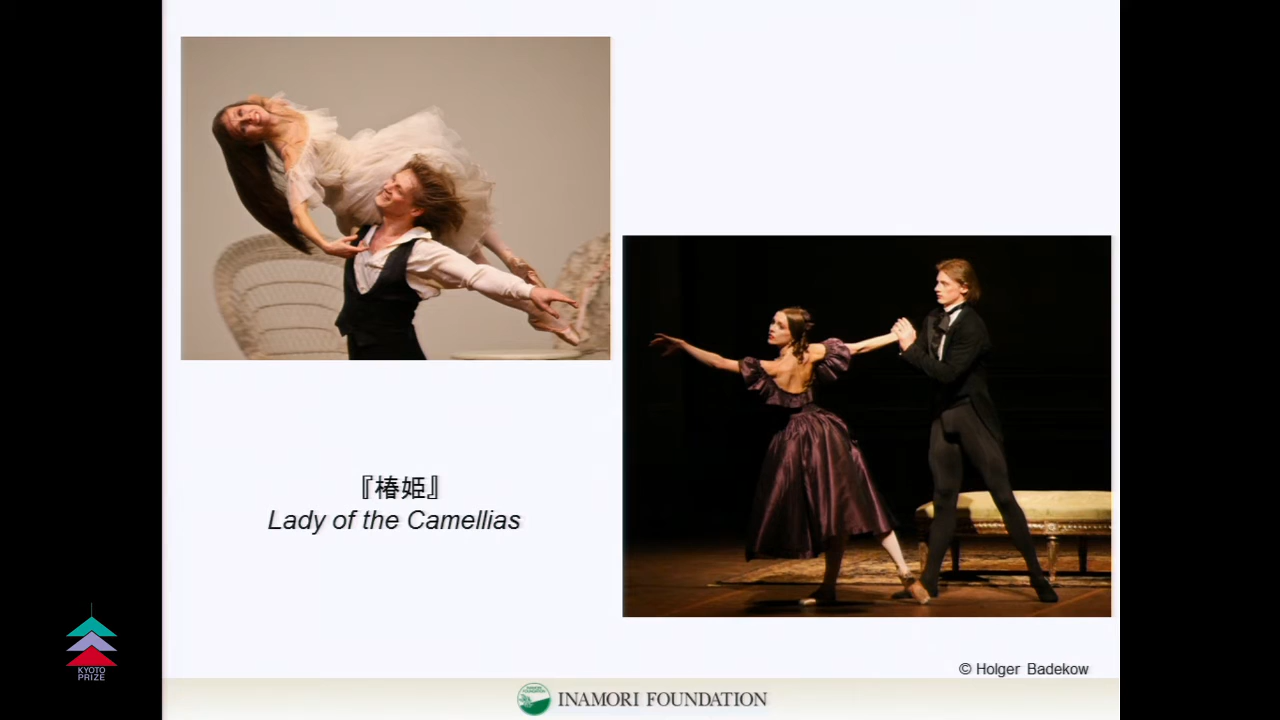 『椿姫』
Lady of the Camellias
© Holger Badekow
KYOTO
PRIZE
INAMORI FOUNDATION